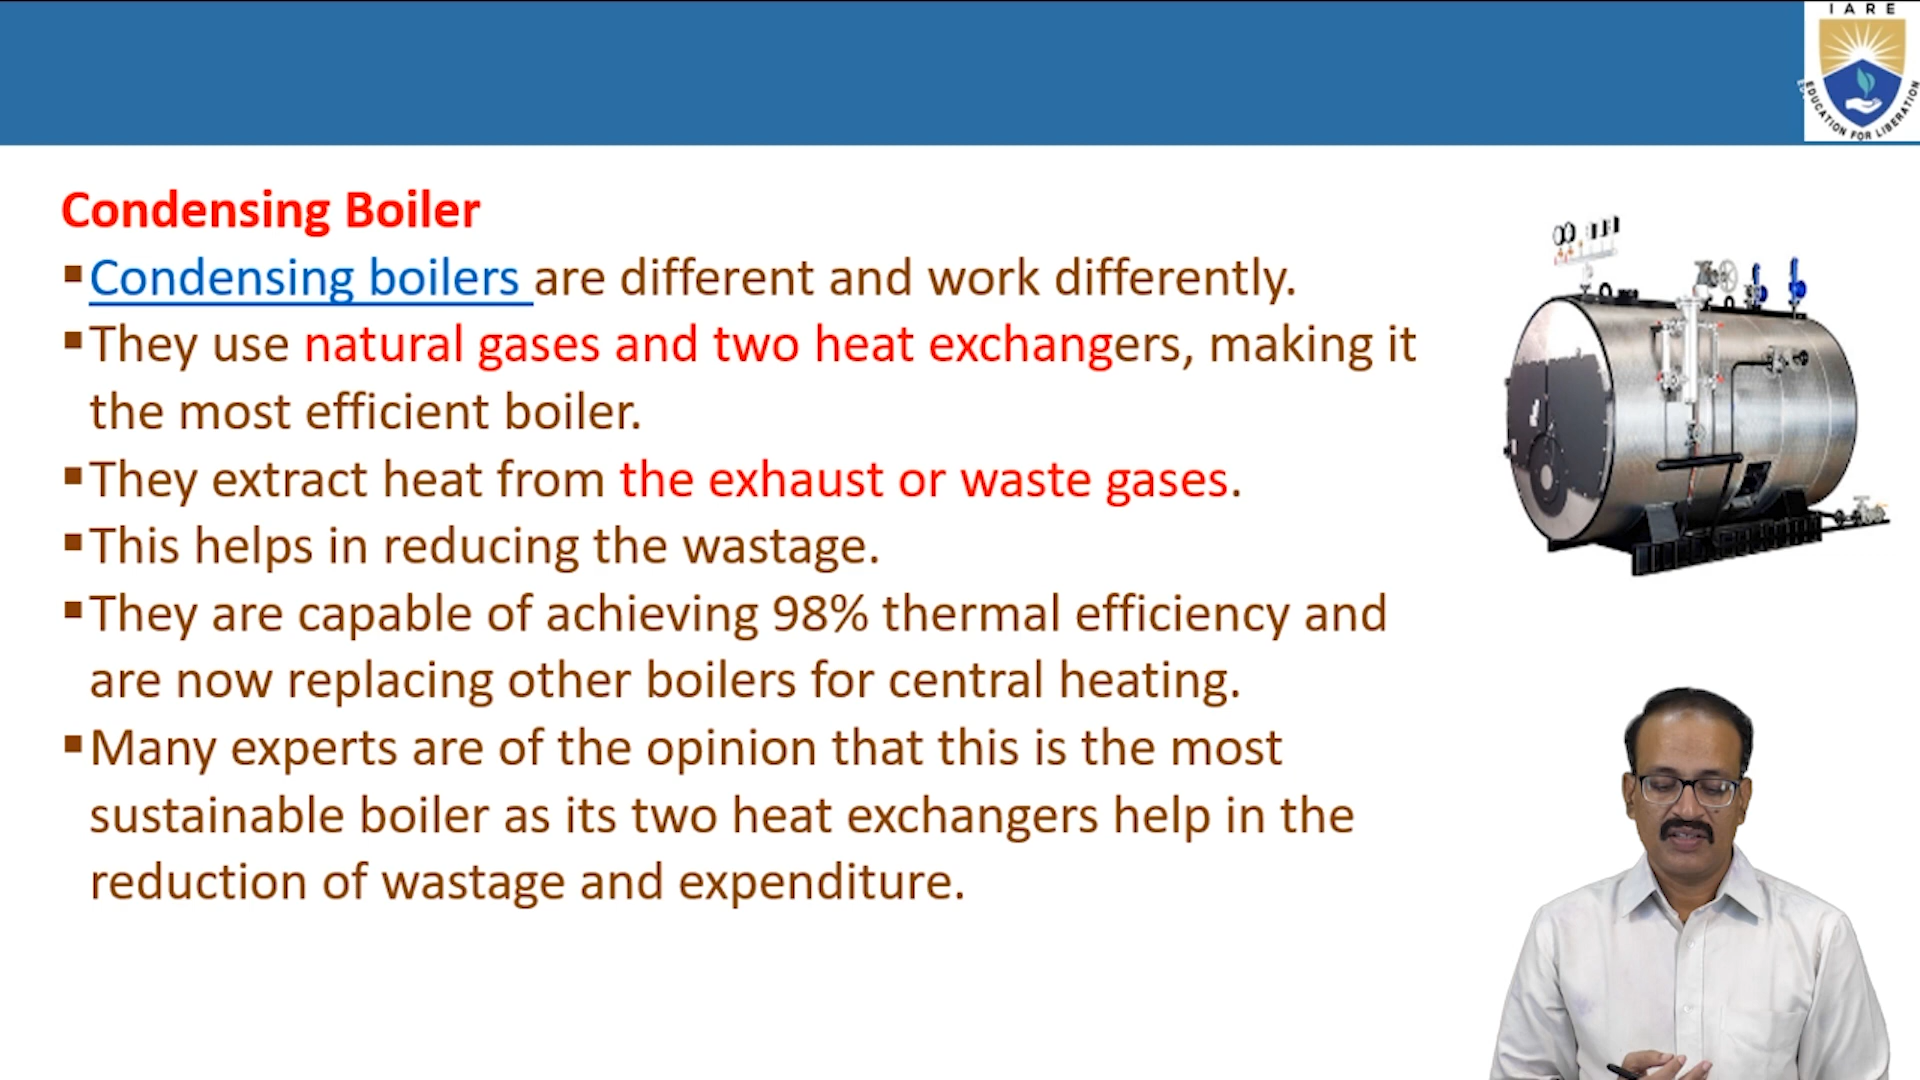 IARE
EDUCATION FOR LIBERATION
Condensing Boiler
▪Condensing boilers are different and work differently.
▪They use natural gases and two heat exchangers, making it
the most efficient boiler.
▪They extract heat from the exhaust or waste gases.
▪This helps in reducing the wastage.
▪They are capable of achieving 98% thermal efficiency and
are now replacing other boilers for central heating.
▪Many experts are of the opinion that this is the most
sustainable boiler as its two heat exchangers help in the
reduction of wastage and expenditure.